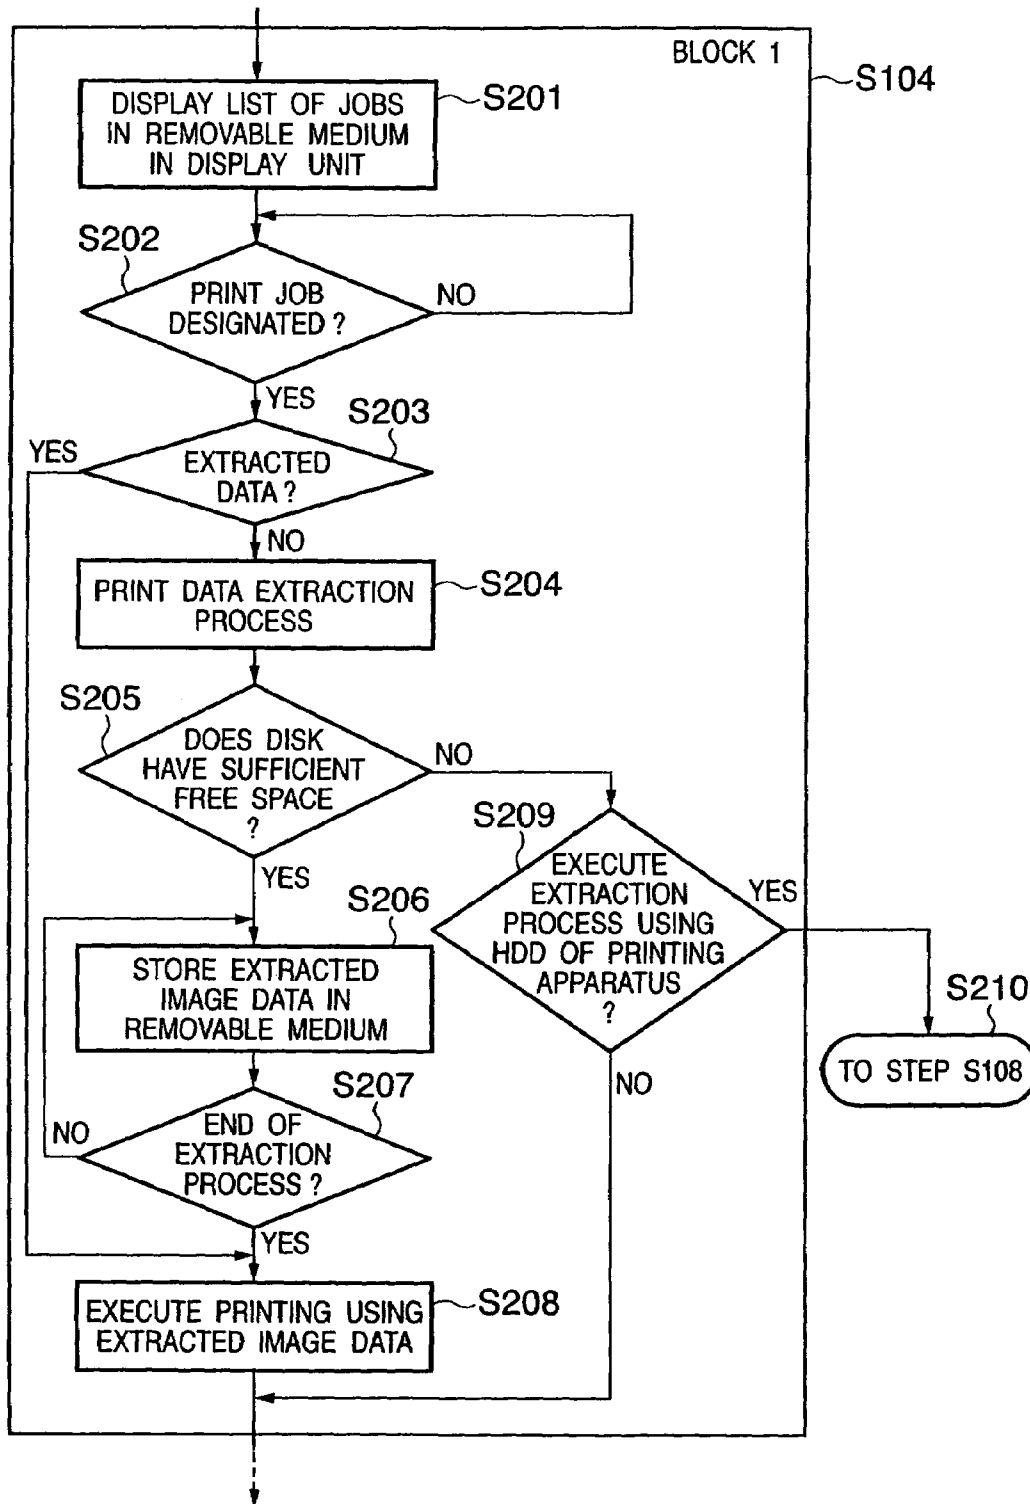 BLOCK 1
S104
S201
DISPLAY LIST OF JOBS
IN REMOVABLE MEDIUM
IN DISPLAY UNIT
S202
PRINT JOB
DESIGNATED ?
NO
YES
S203
YES
EXTRACTED
DATA ?
NO
S204
PRINT DATA EXTRACTION
PROCESS
S205
DOES DISK
HAVE SUFFICIENT
FREE SPACE
?
NO
YES
S209
EXECUTE
EXTRACTION
PROCESS USING
HDD OF PRINTING
APPARATUS
?
YES
NO
S210
TO STEP S108
S206
STORE EXTRACTED
IMAGE DATA IN
REMOVABLE MEDIUM
S207
NO
END OF
EXTRACTION
PROCESS ?
YES
S208
EXECUTE PRINTING USING
EXTRACTED IMAGE DATA